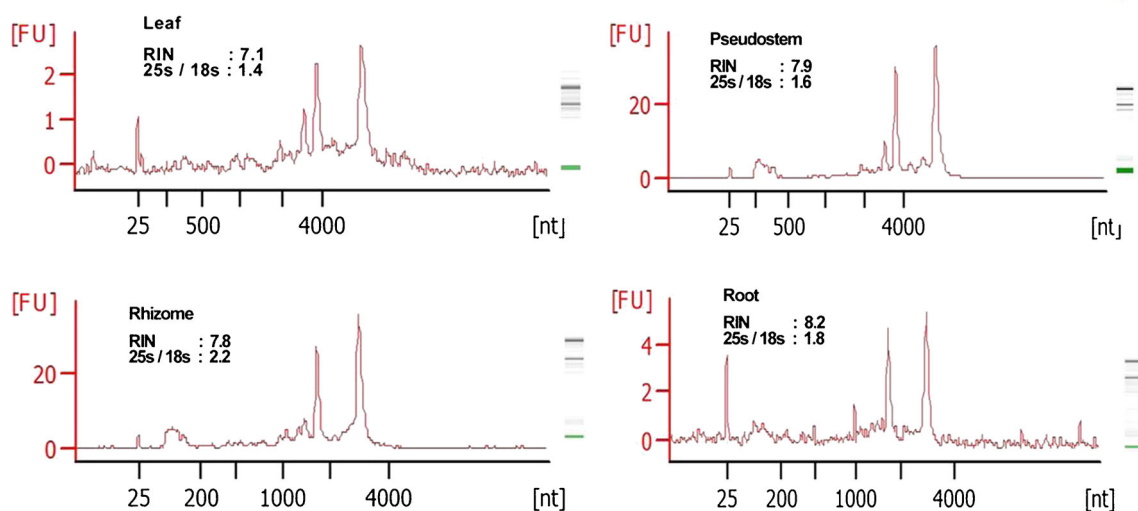 [FU]
Leaf
RIN : 7.1
25s / 18s : 1.4
2
1
0
25 500 4000 [nt]
[FU]
Pseudostem
RIN : 7.9
25s / 18s : 1.6
20
0
25 500 4000 [nt]
[FU]
Rhizome
RIN : 7.8
25s / 18s : 2.2
20
0
25 200 1000 4000 [nt]
[FU]
Root
RIN : 8.2
25s / 18s : 1.8
4
2
0
25 200 1000 4000 [nt]